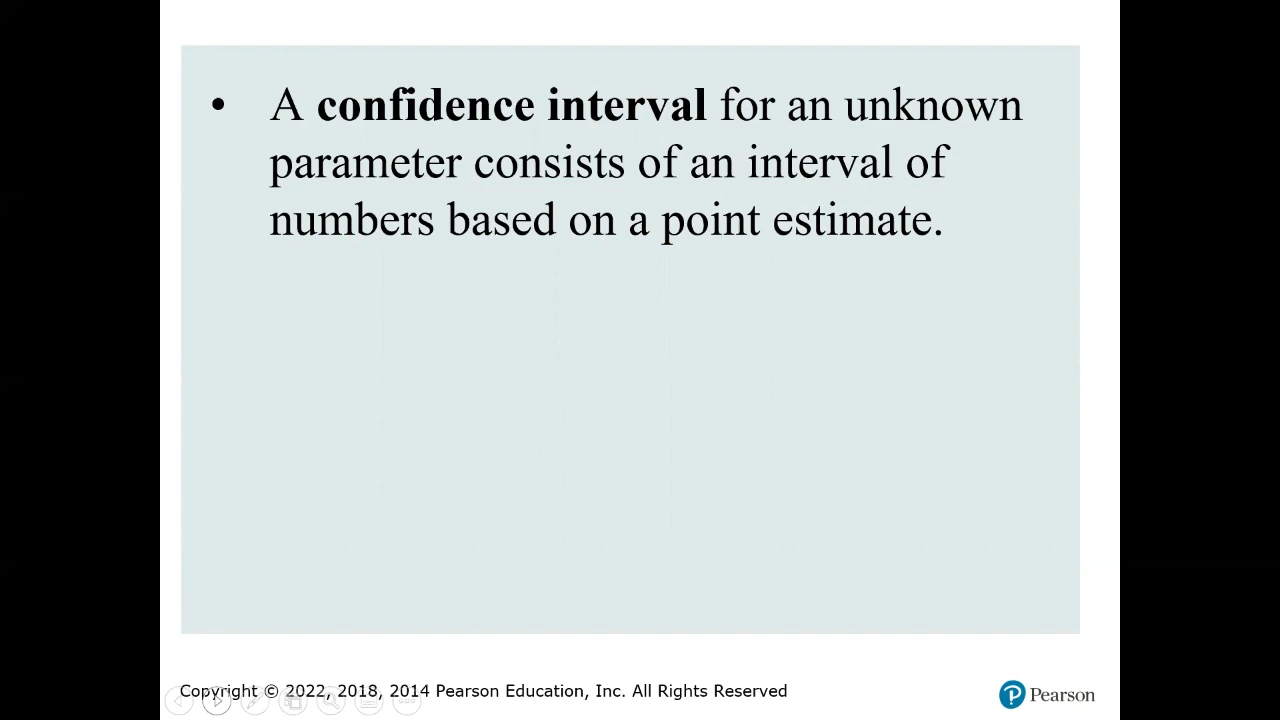 • A confidence interval for an unknown
parameter consists of an interval of
numbers based on a point estimate.
Copyright © 2022, 2018, 2014 Pearson Education, Inc. All Rights Reserved
Pearson